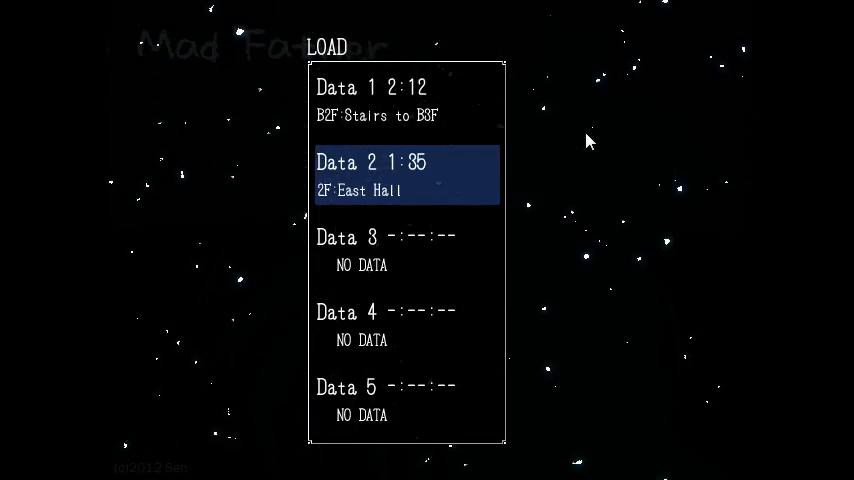 Mad Father
LOAD
Data 1 2:12
B2F:Stairs to B3F
Data 2 1:35
2F:East Hall
Data 3 -:--:--
NO DATA
Data 4 -:--:--
NO DATA
Data 5 -:--:--
NO DATA
(c)2012 Sen